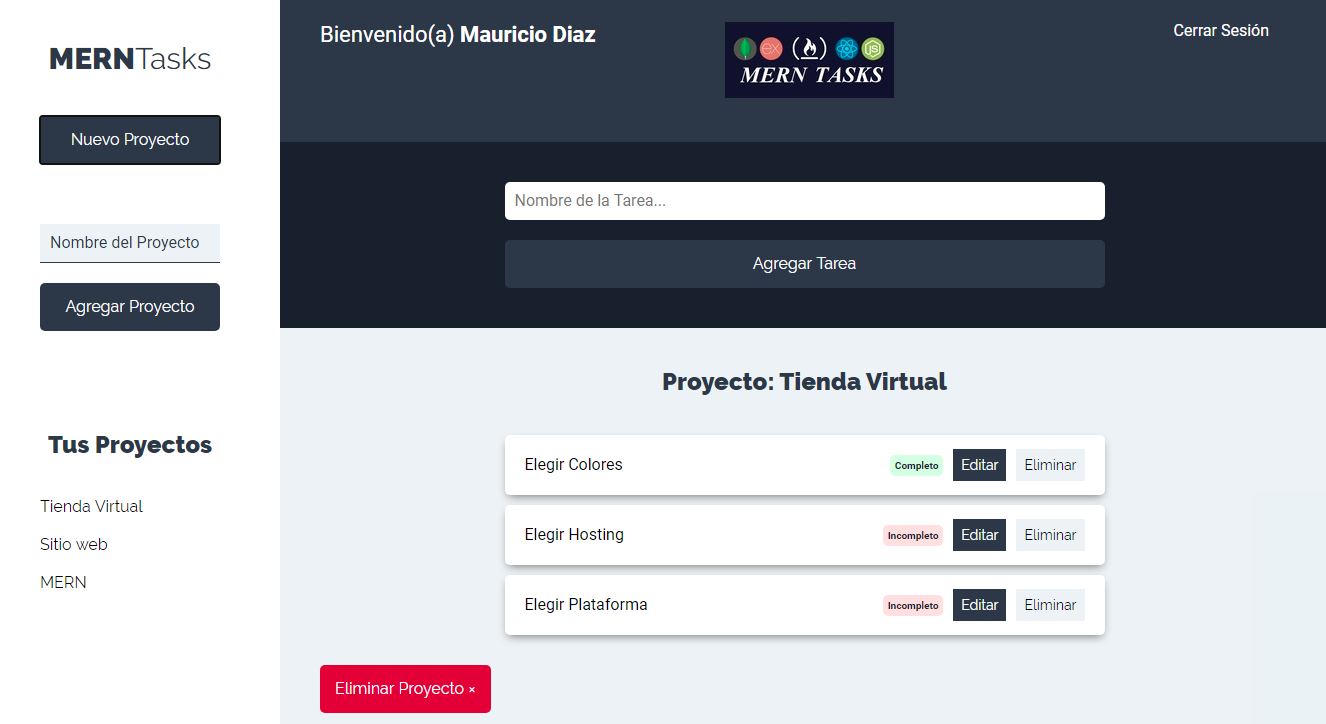 MERNTasks
Nuevo Proyecto
Nombre del Proyecto
Agregar Proyecto
Tus Proyectos
Tienda Virtual
Sitio web
MERN
Bienvenido(a) Mauricio Diaz
ex
JS
MERN TASKS
Cerrar Sesión
Nombre de la Tarea...
Agregar Tarea
Proyecto: Tienda Virtual
Elegir Colores Completo Editar Eliminar
Elegir Hosting Incompleto Editar Eliminar
Elegir Plataforma Incompleto Editar Eliminar
Eliminar Proyecto ×